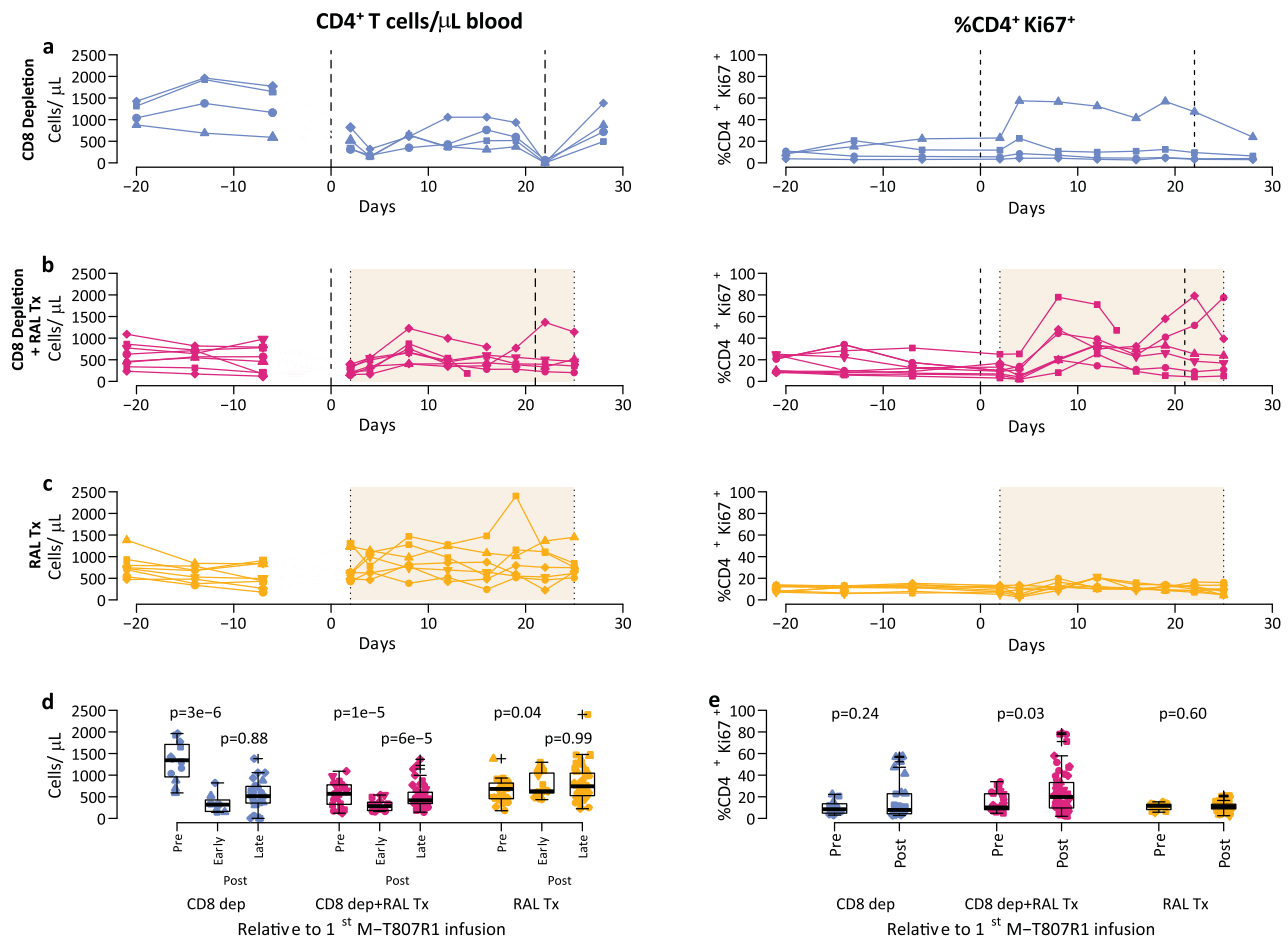 CD4⁺ T cells/μL blood
%CD4⁺ Ki67⁺
a
CD8 Depletion
Cells/ μL
2500
2000
1500
1000
500
0
−20 −10 0 10 20 30
Days
%CD4 ⁺ Ki67⁺
100
80
60
40
20
0
−20 −10 0 10 20 30
Days
b
CD8 Depletion
+ RAL Tx
Cells/ μL
2500
2000
1500
1000
500
0
−20 −10 0 10 20 30
Days
%CD4 ⁺ Ki67⁺
100
80
60
40
20
0
−20 −10 0 10 20 30
Days
c
RAL Tx
Cells/ μL
2500
2000
1500
1000
500
0
−20 −10 0 10 20 30
Days
%CD4 ⁺ Ki67⁺
100
80
60
40
20
0
−20 −10 0 10 20 30
Days
d
Cells/ μL
2500
2000
1500
1000
500
0
p=3e−6 p=1e−5 p=0.04
p=0.88 p=6e−5 p=0.99
Pre Early Late Pre Early Late Pre Early Late
Post Post Post
CD8 dep CD8 dep+RAL Tx RAL Tx
Relative to 1 st M−T807R1 infusion
e
%CD4 ⁺ Ki67⁺
100
80
60
40
20
0
p=0.24 p=0.03 p=0.60
Pre Post Pre Post Pre Post
CD8 dep CD8 dep+RAL Tx RAL Tx
Relative to 1 st M−T807R1 infusion